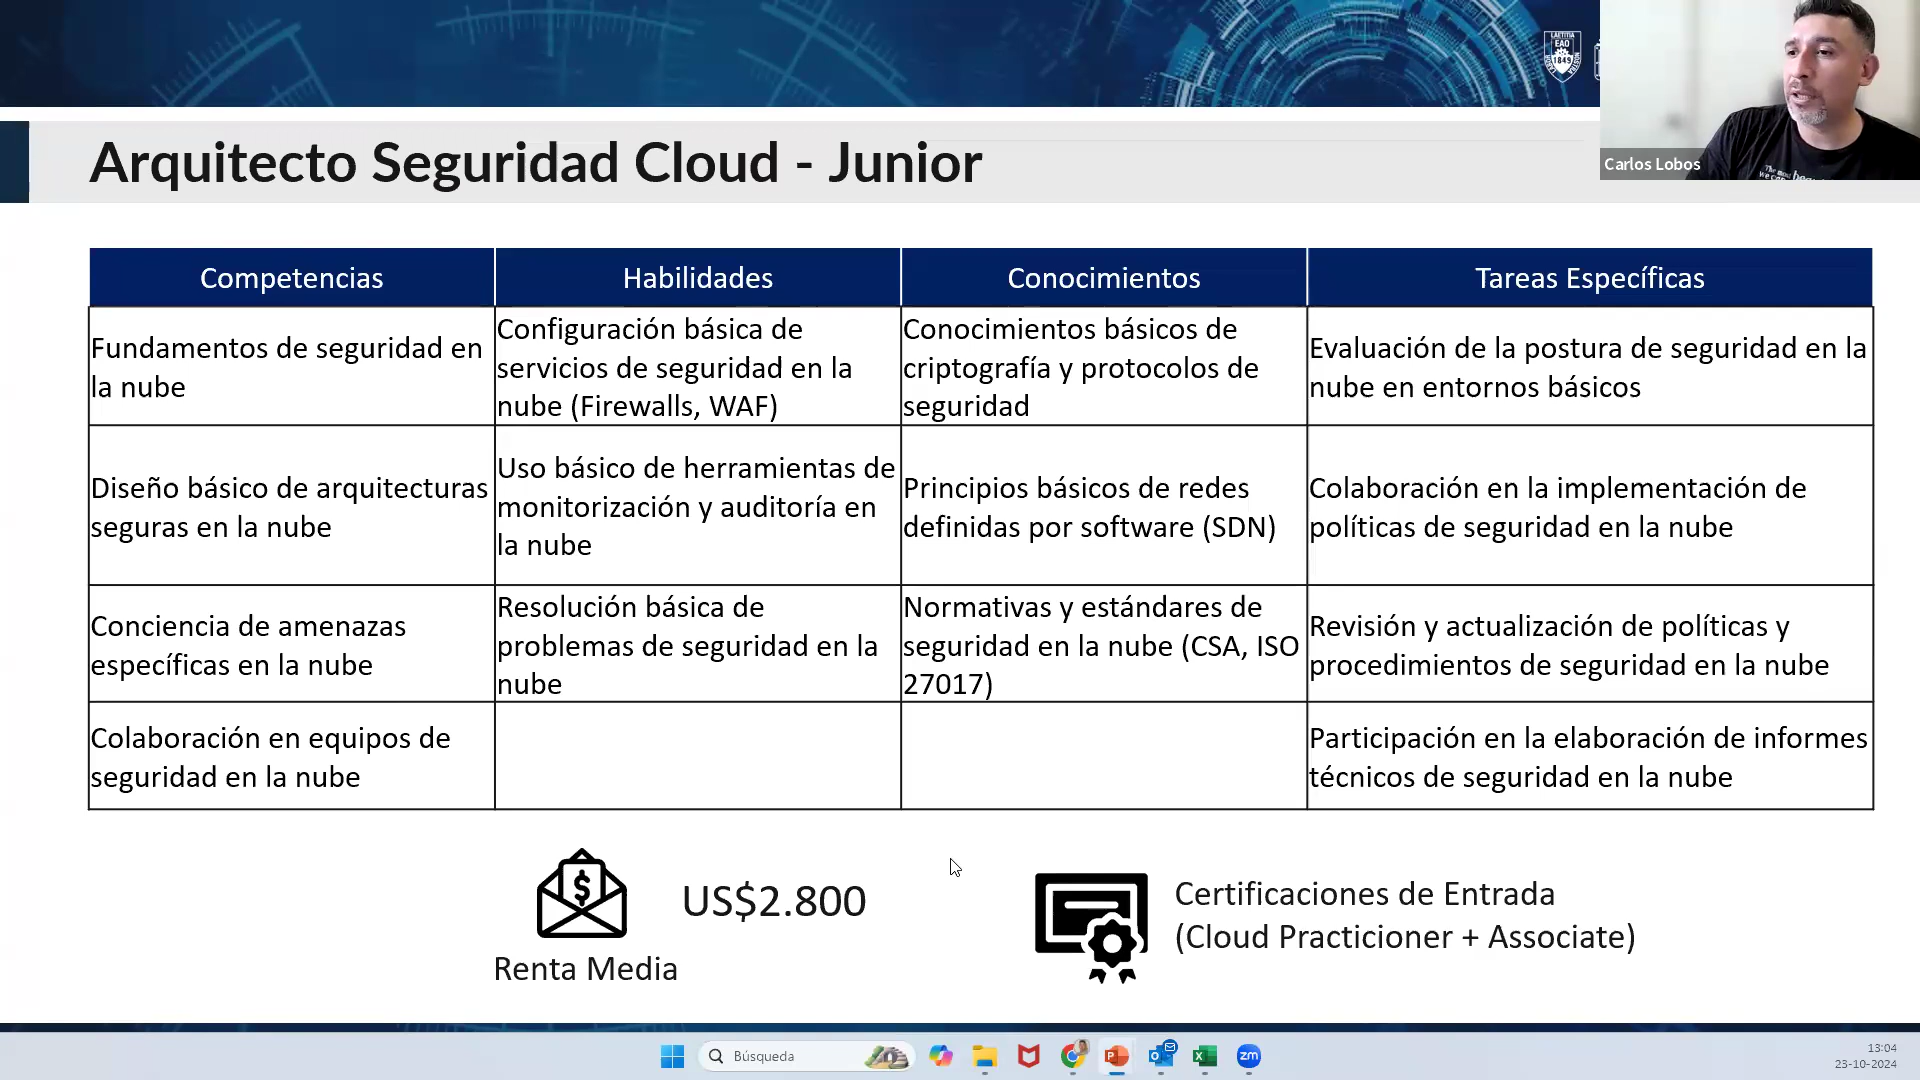 LAETITIA
EAO
1849
NOSTRA
Carlos Lobos
Arquitecto Seguridad Cloud - Junior
Competencias
Habilidades
Conocimientos
Tareas Específicas
Fundamentos de seguridad en
la nube
Configuración básica de
servicios de seguridad en la
nube (Firewalls, WAF)
Conocimientos básicos de
criptografía y protocolos de
seguridad
Evaluación de la postura de seguridad en la
nube en entornos básicos
Diseño básico de arquitecturas
seguras en la nube
Uso básico de herramientas de
monitorización y auditoría en
la nube
Principios básicos de redes
definidas por software (SDN)
Colaboración en la implementación de
políticas de seguridad en la nube
Conciencia de amenazas
específicas en la nube
Resolución básica de
problemas de seguridad en la
nube
Normativas y estándares de
seguridad en la nube (CSA, ISO
27017)
Revisión y actualización de políticas y
procedimientos de seguridad en la nube
Colaboración en equipos de
seguridad en la nube
Participación en la elaboración de informes
técnicos de seguridad en la nube
$
US$2.800
Renta Media
Certificaciones de Entrada
(Cloud Practicioner + Associate)
Búsqueda
zm
13:04
23-10-2024